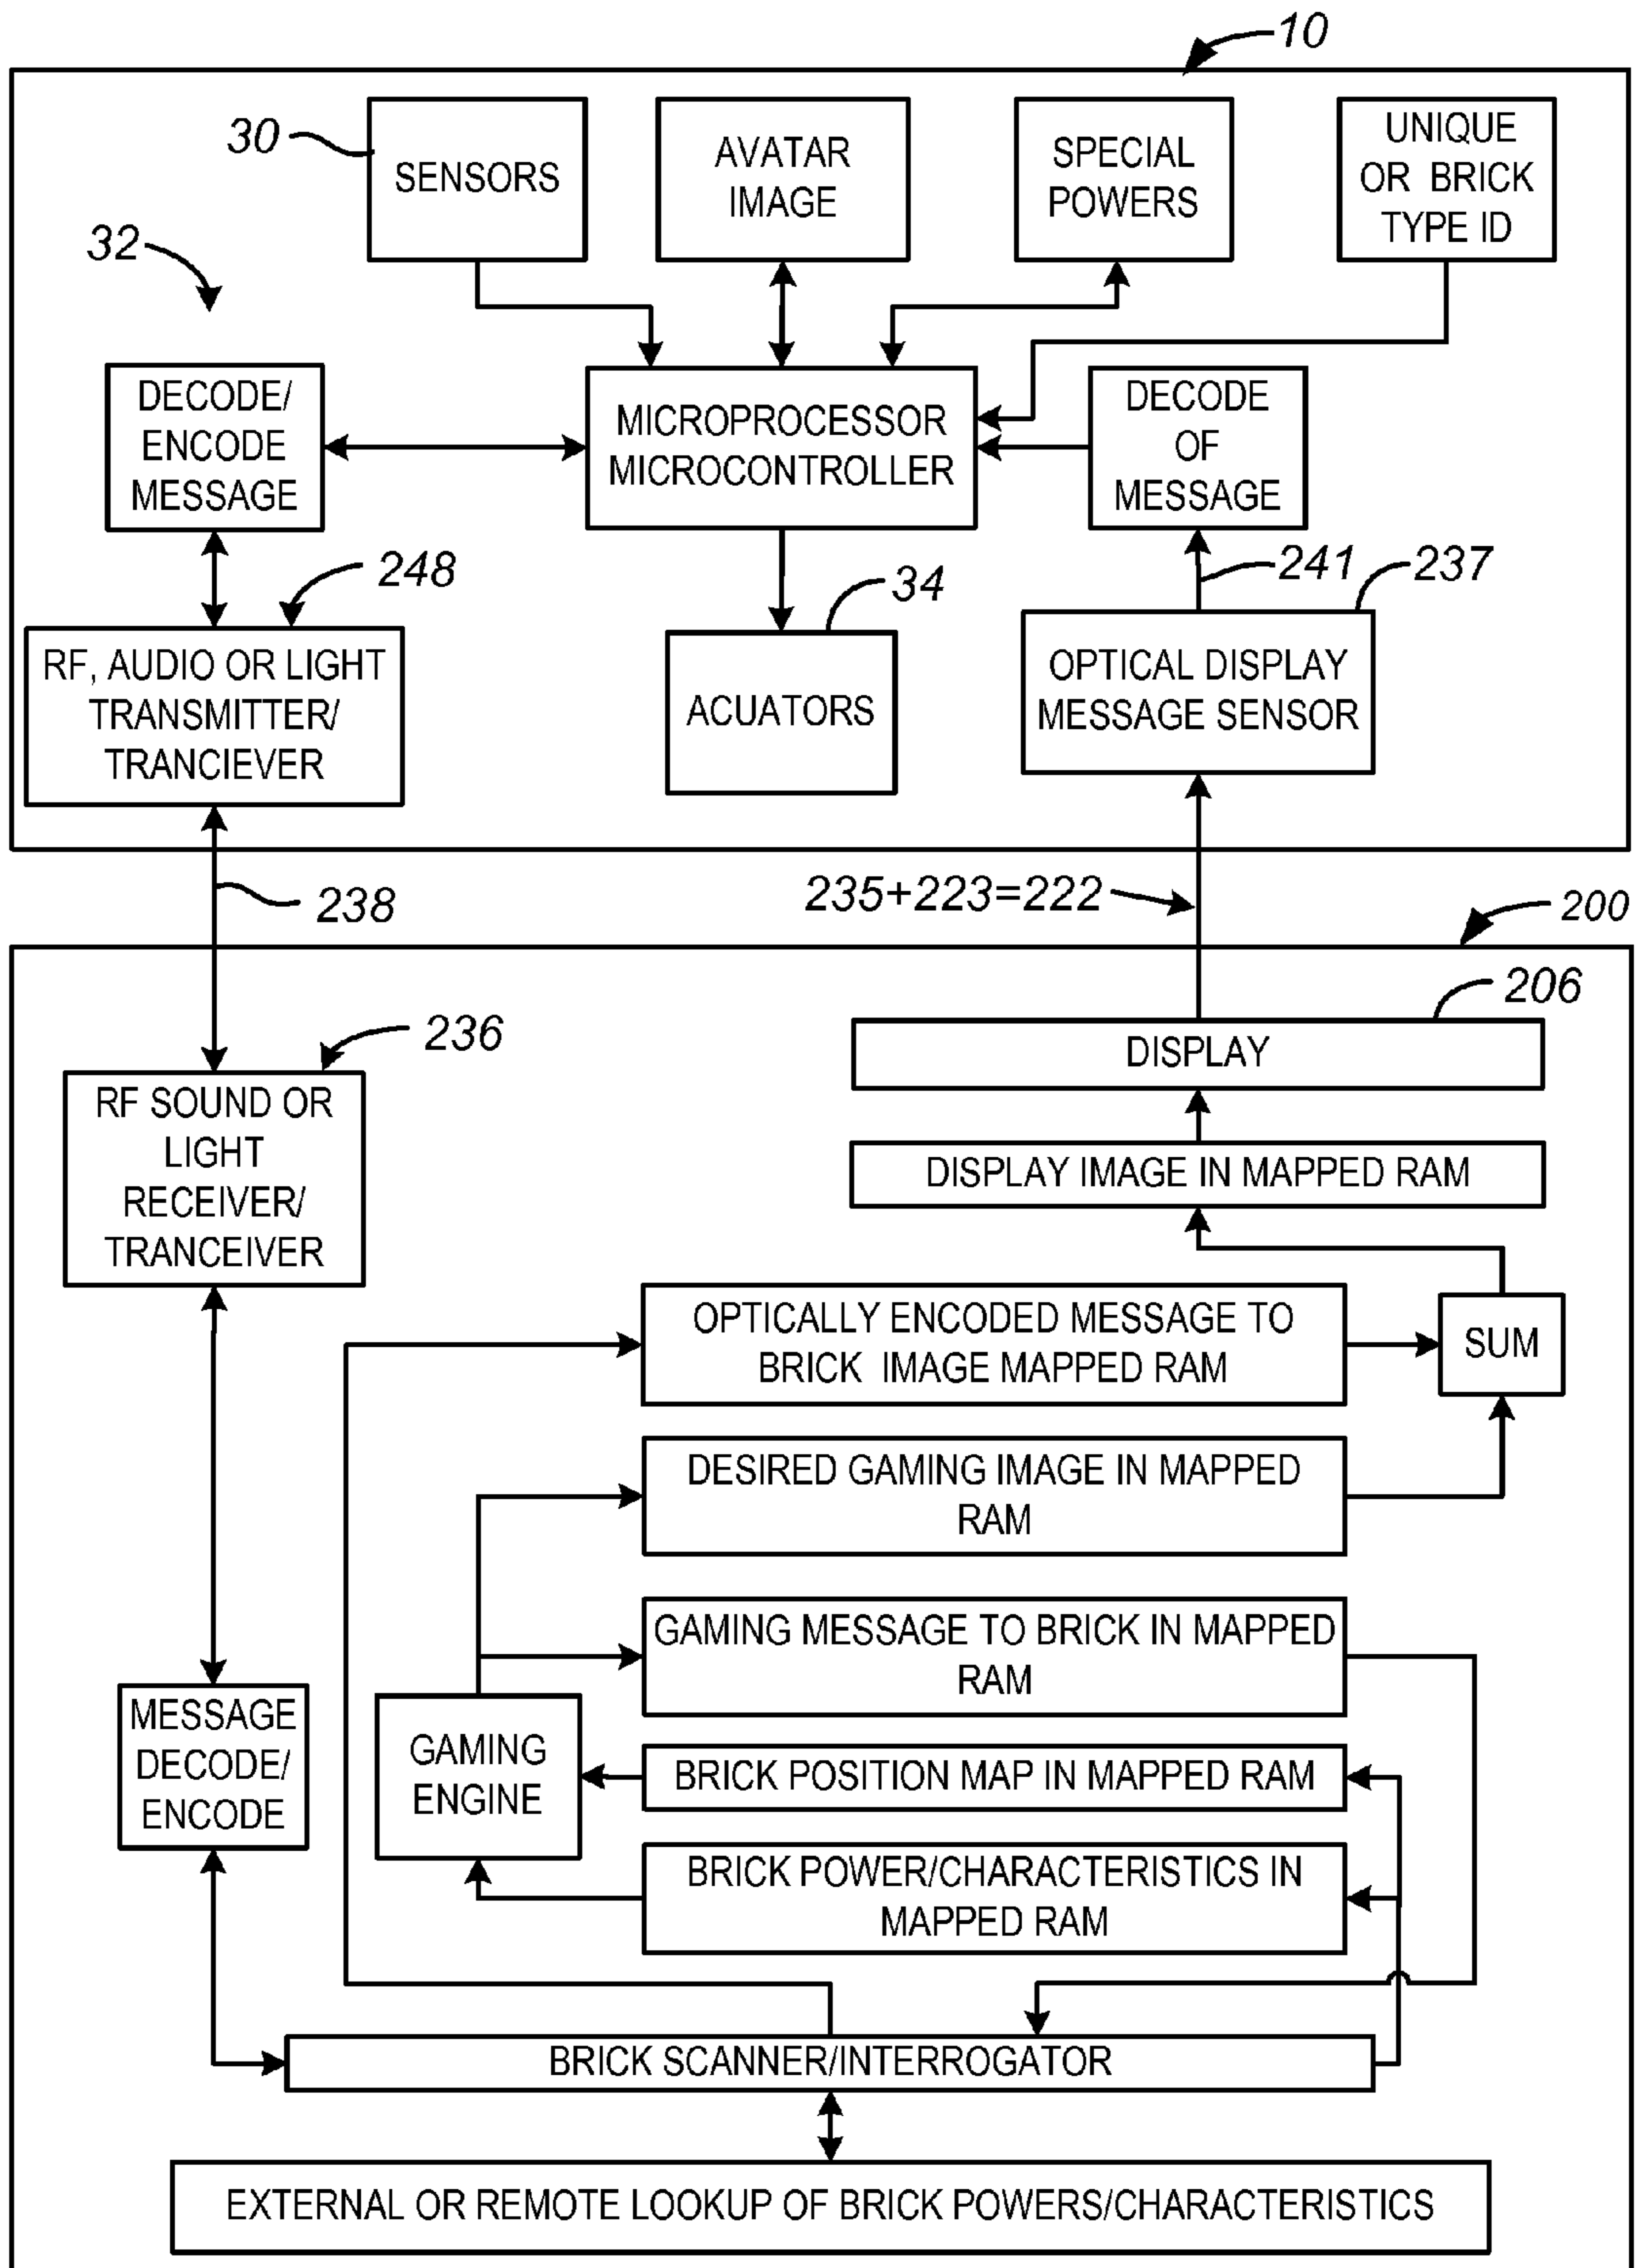 10
30
SENSORS
AVATAR
IMAGE
SPECIAL
POWERS
UNIQUE
OR BRICK
TYPE ID
32
DECODE/
ENCODE
MESSAGE
MICROPROCESSOR
MICROCONTROLLER
DECODE
OF
MESSAGE
248
34
241
237
RF, AUDIO OR LIGHT
TRANSMITTER/
TRANCIEVER
ACUATORS
OPTICAL DISPLAY
MESSAGE SENSOR
238
235+223=222
200
206
236
DISPLAY
RF SOUND OR
LIGHT
RECEIVER/
TRANCEIVER
DISPLAY IMAGE IN MAPPED RAM
OPTICALLY ENCODED MESSAGE TO
BRICK IMAGE MAPPED RAM
SUM
DESIRED GAMING IMAGE IN MAPPED
RAM
GAMING MESSAGE TO BRICK IN MAPPED
RAM
MESSAGE
DECODE/
ENCODE
GAMING
ENGINE
BRICK POSITION MAP IN MAPPED RAM
BRICK POWER/CHARACTERISTICS IN
MAPPED RAM
BRICK SCANNER/INTERROGATOR
EXTERNAL OR REMOTE LOOKUP OF BRICK POWERS/CHARACTERISTICS